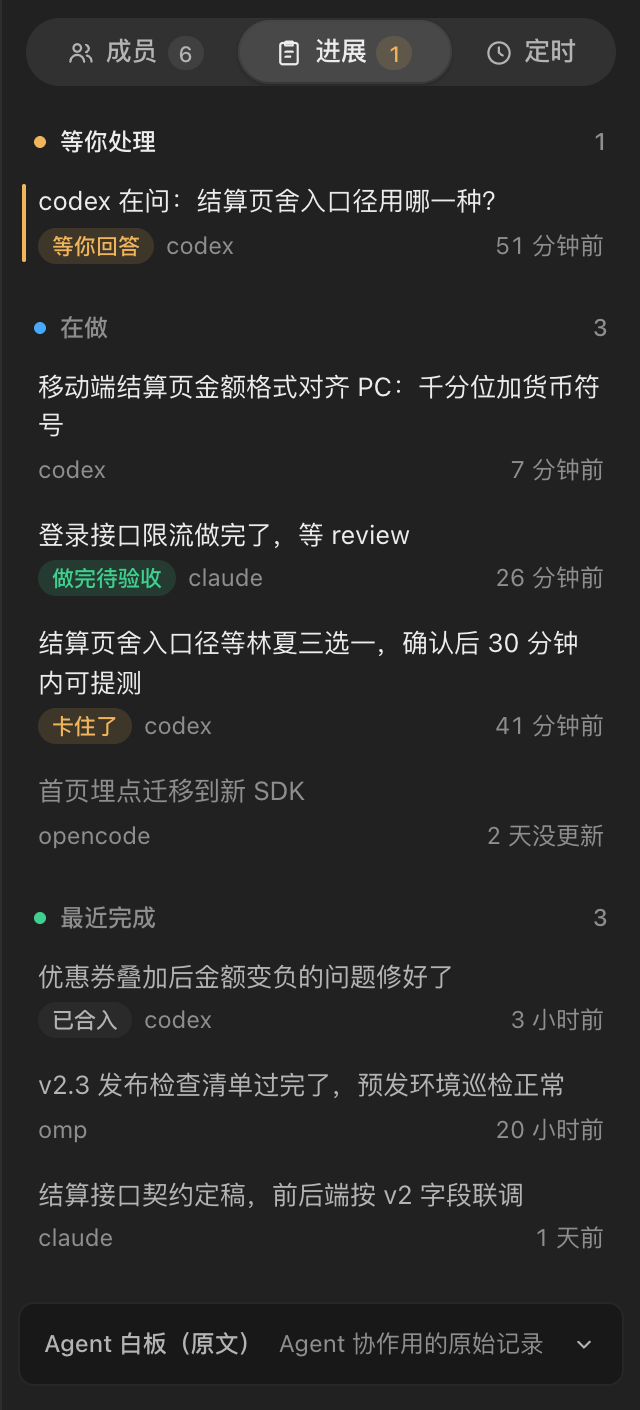 成员 6 进展 1 定时
等你处理 1
codex 在问：结算页舍入口径用哪一种?
等你回答 codex 51 分钟前
在做 3
移动端结算页金额格式对齐 PC：千分位加货币符
号
codex 7 分钟前
登录接口限流做完了，等 review
做完待验收 claude 26 分钟前
结算页舍入口径等林夏三选一，确认后 30 分钟
内可提测
卡住了 codex 41 分钟前
首页埋点迁移到新 SDK
opencode 2 天没更新
最近完成 3
优惠券叠加后金额变负的问题修好了
已合入 codex 3 小时前
v2.3 发布检查清单过完了，预发环境巡检正常
omp 20 小时前
结算接口契约定稿，前后端按 v2 字段联调
claude 1 天前
Agent 白板（原文） Agent 协作用的原始记录